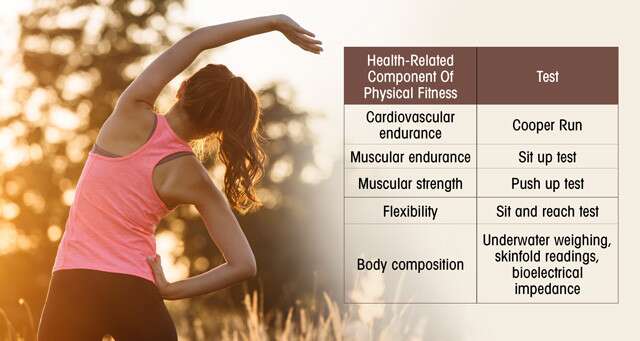 Health-Related
Component Of
Physical Fitness
Test
Cardiovascular
endurance
Cooper Run
Muscular endurance
Sit up test
Muscular strength
Push up test
Flexibility
Sit and reach test
Body composition
Underwater weighing,
skinfold readings,
bioelectrical
impedance